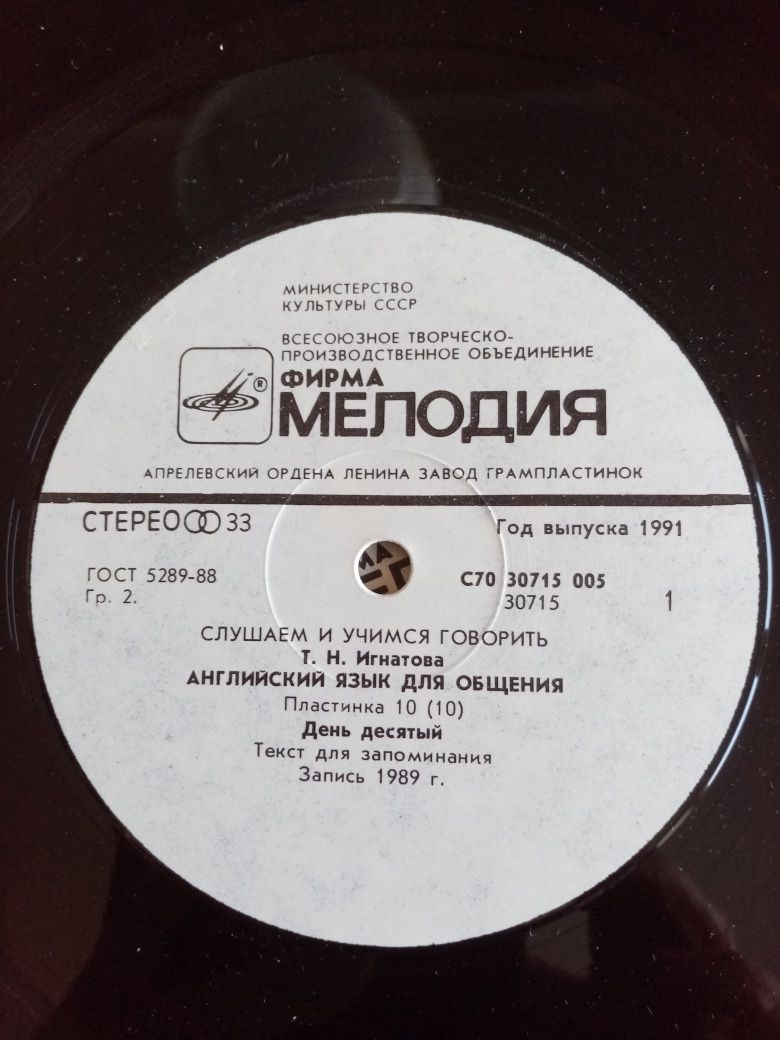 МИНИСТЕРСТВО
КУЛЬТУРЫ СССР
ВСЕСОЮЗНОЕ ТВОРЧЕСКО-
ПРОИЗВОДСТВЕННОЕ ОБЪЕДИНЕНИЕ
®
ФИРМА
МЕЛОДИЯ
АПРЕЛЕВСКИЙ ОРДЕНА ЛЕНИНА ЗАВОД ГРАМПЛАСТИНОК
СТЕРЕО 33
Год выпуска 1991
ГОСТ 5289-88
Гр. 2.
С70 30715 005
30715
1
СЛУШАЕМ И УЧИМСЯ ГОВОРИТЬ
Т. Н. Игнатова
АНГЛИЙСКИЙ ЯЗЫК ДЛЯ ОБЩЕНИЯ
Пластинка 10 (10)
День десятый
Текст для запоминания
Запись 1989 г.